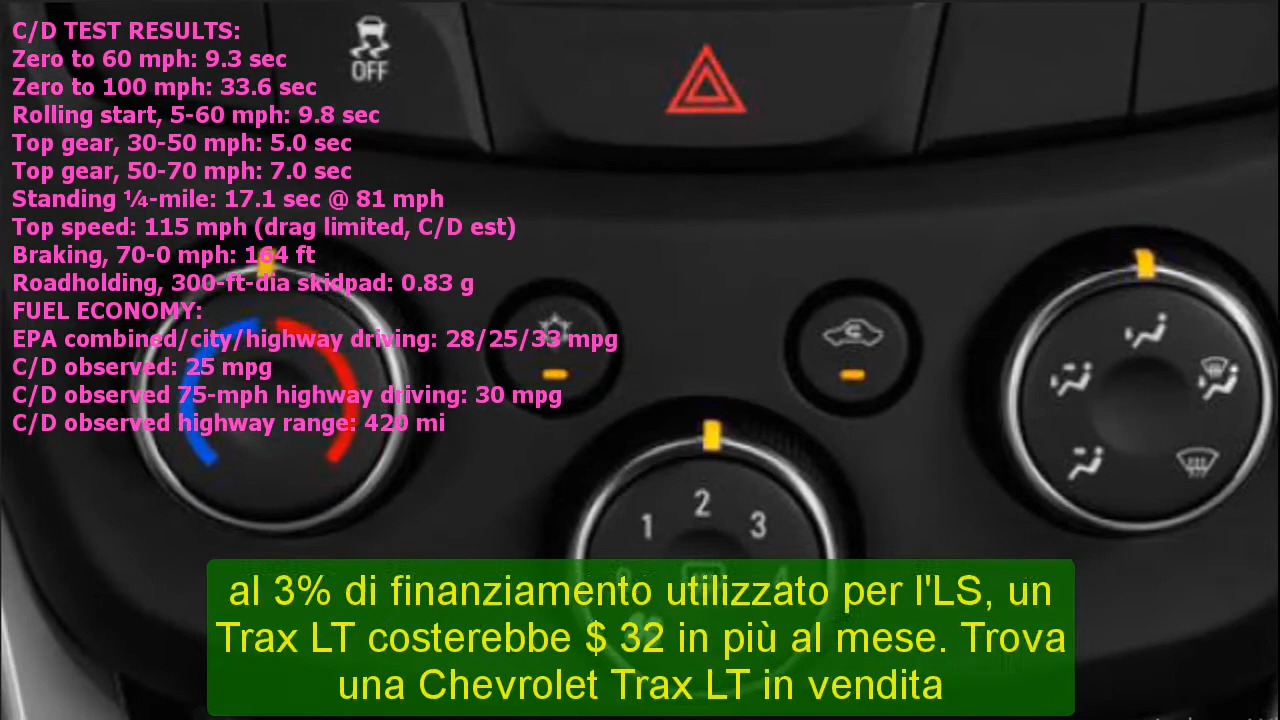 C/D TEST RESULTS:
Zero to 60 mph: 9.3 sec
Zero to 100 mph: 33.6 sec
Rolling start, 5-60 mph: 9.8 sec
Top gear, 30-50 mph: 5.0 sec
Top gear, 50-70 mph: 7.0 sec
Standing ¼-mile: 17.1 sec @ 81 mph
Top speed: 115 mph (drag limited, C/D est)
Braking, 70-0 mph: 164 ft
Roadholding, 300-ft-dia skidpad: 0.83 g
FUEL ECONOMY:
EPA combined/city/highway driving: 28/25/33 mpg
C/D observed: 25 mpg
C/D observed 75-mph highway driving: 30 mpg
C/D observed highway range: 420 mi
OFF
1 2 3
al 3% di finanziamento utilizzato per l'LS, un
Trax LT costerebbe $ 32 in più al mese. Trova
una Chevrolet Trax LT in vendita